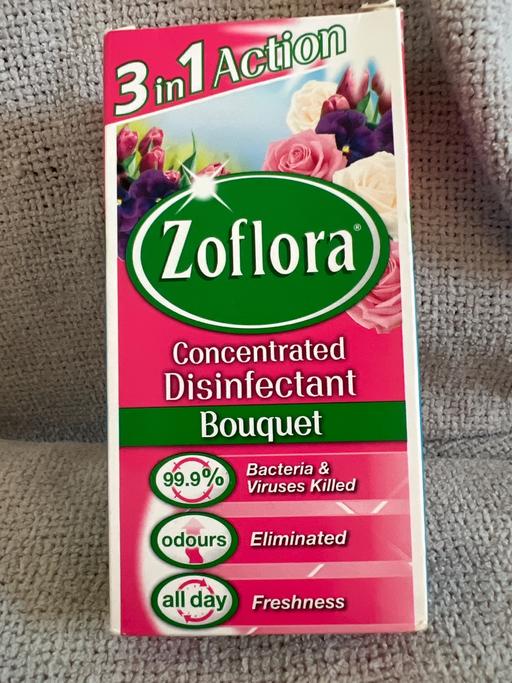 3 in 1 Action
Zoflora®
Concentrated
Disinfectant
Bouquet
99.9% Bacteria &
Viruses Killed
odours Eliminated
all day Freshness